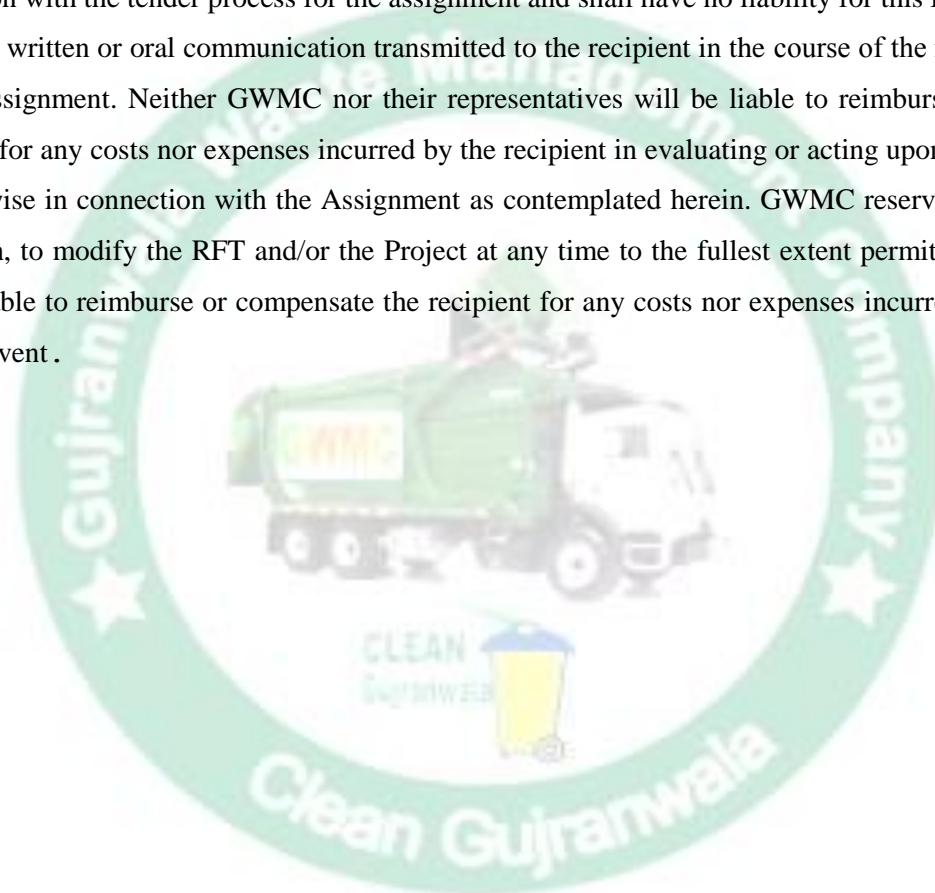 on with the tender process for the assignment and shall have no liability for this
written or oral communication transmitted to the recipient in the course of the
ssignment. Neither GWMC nor their representatives will be liable to reimburs
for any costs nor expenses incurred by the recipient in evaluating or acting upon
vise in connection with the Assignment as contemplated herein. GWMC reserv
, to modify the RFT and/or the Project at any time to the fullest extent permit
ble to reimburse or compensate the recipient for any costs nor expenses incurr
vent.
Gujranwala Waste Management Company
GWMC
CLEAN
Gujranwala
Clean Gujranwala